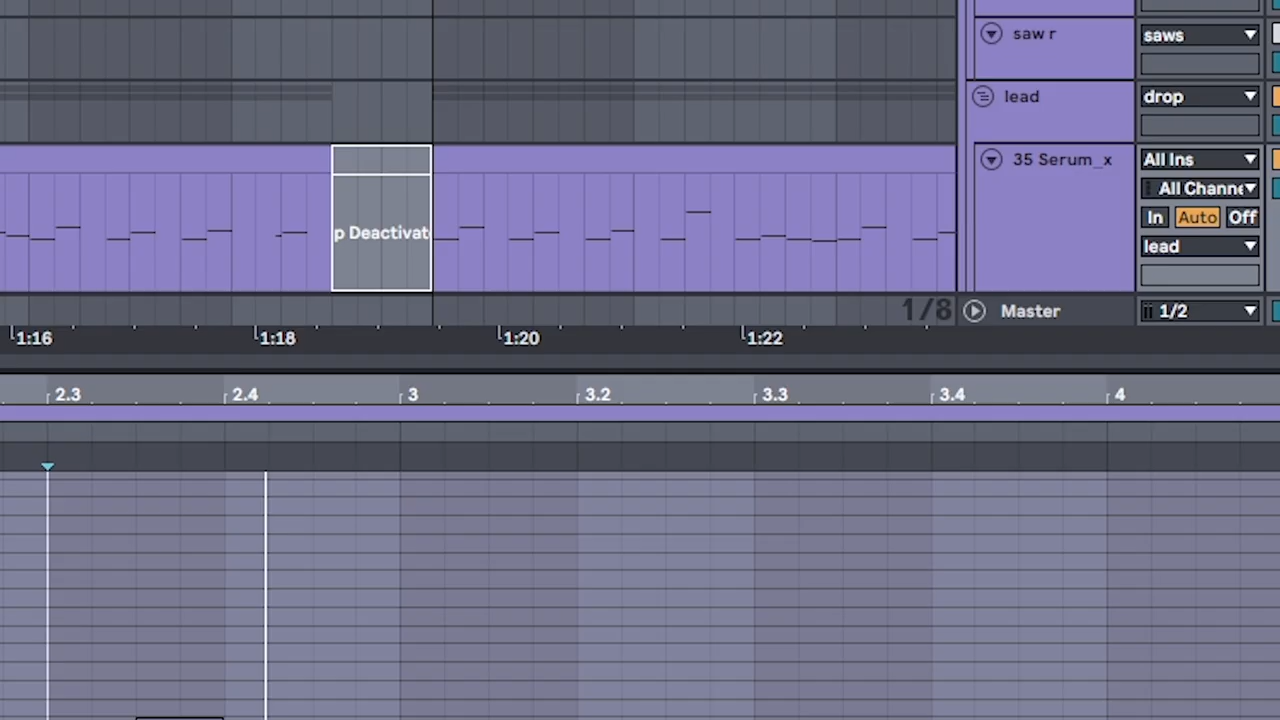 saw r
saws
lead
drop
35 Serum_x
All Ins
All Channe
In Auto Off
p Deactivat
lead
1/8
Master
1/2
1:16
1:18
1:20
1:22
2.3
2.4
3
3.2
3.3
3.4
4